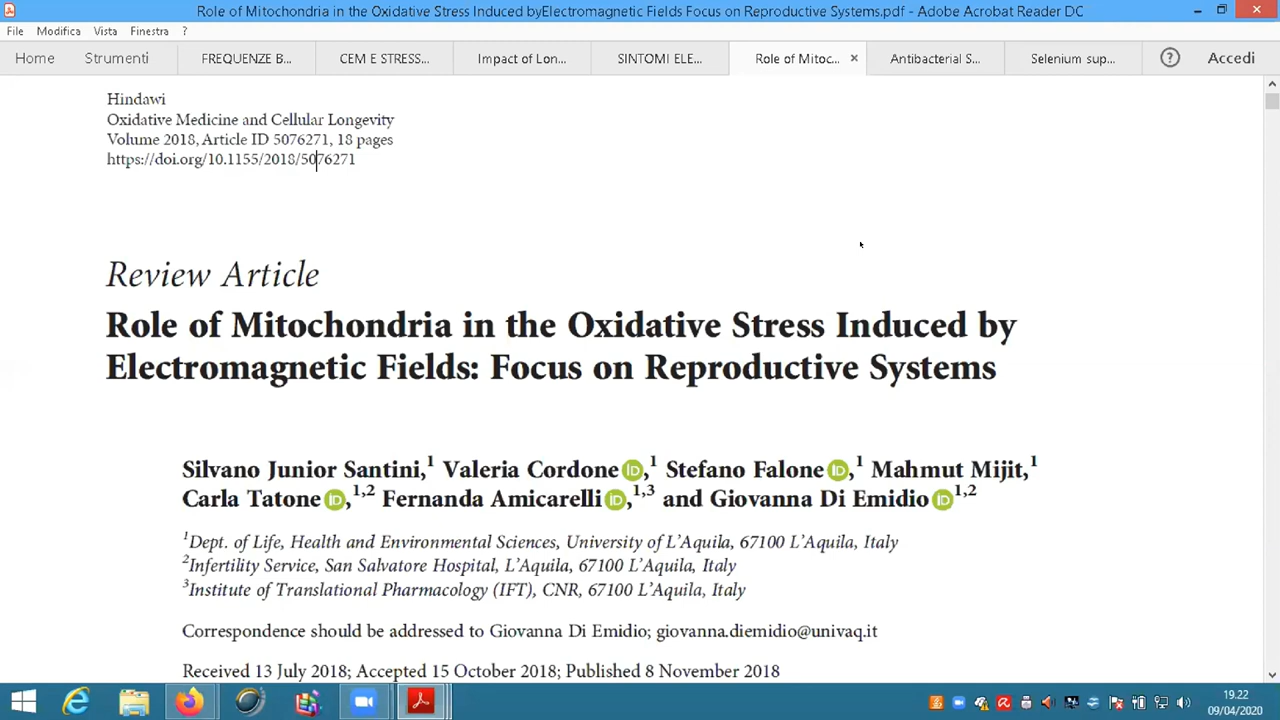 Role of Mitochondria in the Oxidative Stress Induced byElectromagnetic Fields Focus on Reproductive Systems.pdf - Adobe Acrobat Reader DC
File Modifica Vista Finestra ?
Home Strumenti FREQUENZE B... CEM E STRESS... Impact of Lon... SINTOMI ELE... Role of Mitoc... × Antibacterial S... Selenium sup... ? Accedi
Hindawi
Oxidative Medicine and Cellular Longevity
Volume 2018, Article ID 5076271, 18 pages
https://doi.org/10.1155/2018/5076271
Review Article
Role of Mitochondria in the Oxidative Stress Induced by
Electromagnetic Fields: Focus on Reproductive Systems
Silvano Junior Santini,1 Valeria Cordone iD,1 Stefano Falone iD,1 Mahmut Mijit,1
Carla Tatone iD,1,2 Fernanda Amicarelli iD,1,3 and Giovanna Di Emidio iD1,2
1Dept. of Life, Health and Environmental Sciences, University of L'Aquila, 67100 L'Aquila, Italy
2Infertility Service, San Salvatore Hospital, L'Aquila, 67100 L'Aquila, Italy
3Institute of Translational Pharmacology (IFT), CNR, 67100 L'Aquila, Italy
Correspondence should be addressed to Giovanna Di Emidio; giovanna.diemidio@univaq.it
Received 13 July 2018; Accepted 15 October 2018; Published 8 November 2018
19.22
09/04/2020